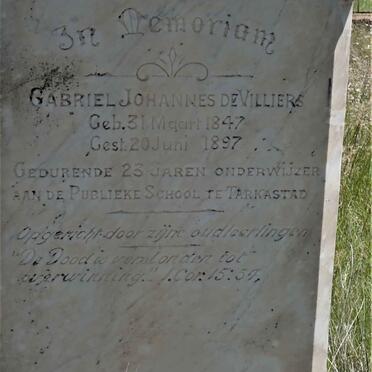 In Memoriam
GABRIEL JOHANNES DE VILLIERS
Geb. 31 Maart 1847
Gest. 20 Juni 1897
GEDURENDE 23 JAREN ONDERWIJZER
AAN DE PUBLIEKE SCHOOL TE TARKASTAD
Opgericht door zijne oudleerlingen
"De Dood is verslonden tot
overwinning." 1 Cor: 15:57,